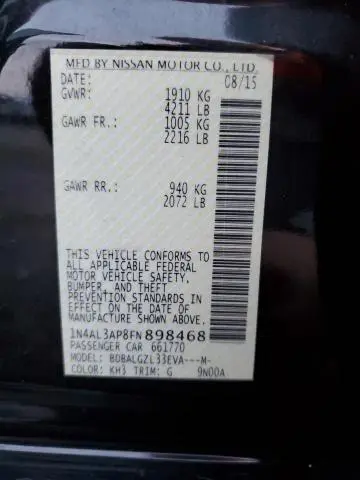 MFD BY NISSAN MOTOR CO., LTD.
DATE: 08/15
GVWR: 1910 KG
4211 LB
GAWR FR.: 1005 KG
2216 LB
GAWR RR.: 940 KG
2072 LB
THIS VEHICLE CONFORMS TO
ALL APPLICABLE FEDERAL
MOTOR VEHICLE SAFETY,
BUMPER, AND THEFT
PREVENTION STANDARDS IN
EFFECT ON THE DATE OF
MANUFACTURE SHOWN ABOVE.
1N4AL3AP8FN898468
PASSENGER CAR 661770
MODEL: BDBALGZL33EVA---M-
COLOR: KH3 TRIM: G 9N00A